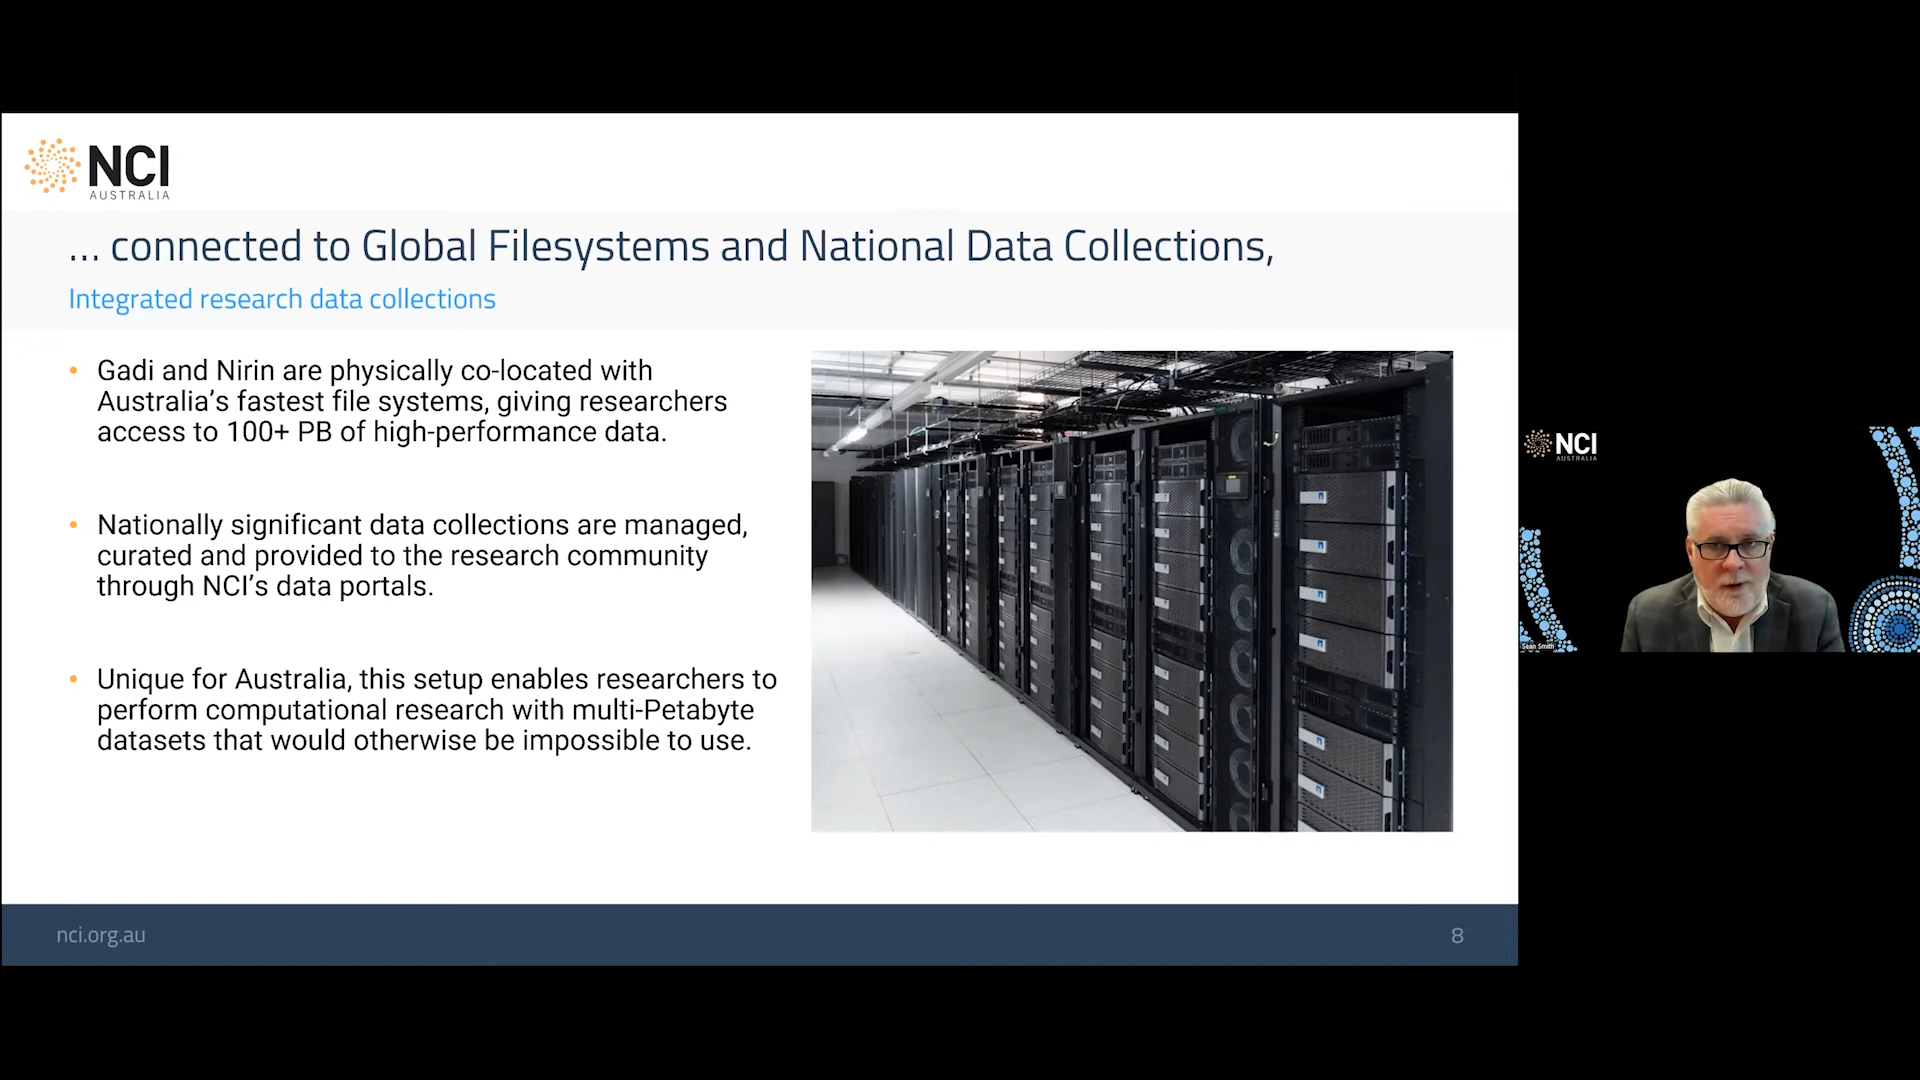 NCI
AUSTRALIA
... connected to Global Filesystems and National Data Collections,
Integrated research data collections
• Gadi and Nirin are physically co-located with
Australia’s fastest file systems, giving researchers
access to 100+ PB of high-performance data.
• Nationally significant data collections are managed,
curated and provided to the research community
through NCI’s data portals.
• Unique for Australia, this setup enables researchers to
perform computational research with multi-Petabyte
datasets that would otherwise be impossible to use.
nci.org.au
8
NCI
AUSTRALIA
Sean Smith